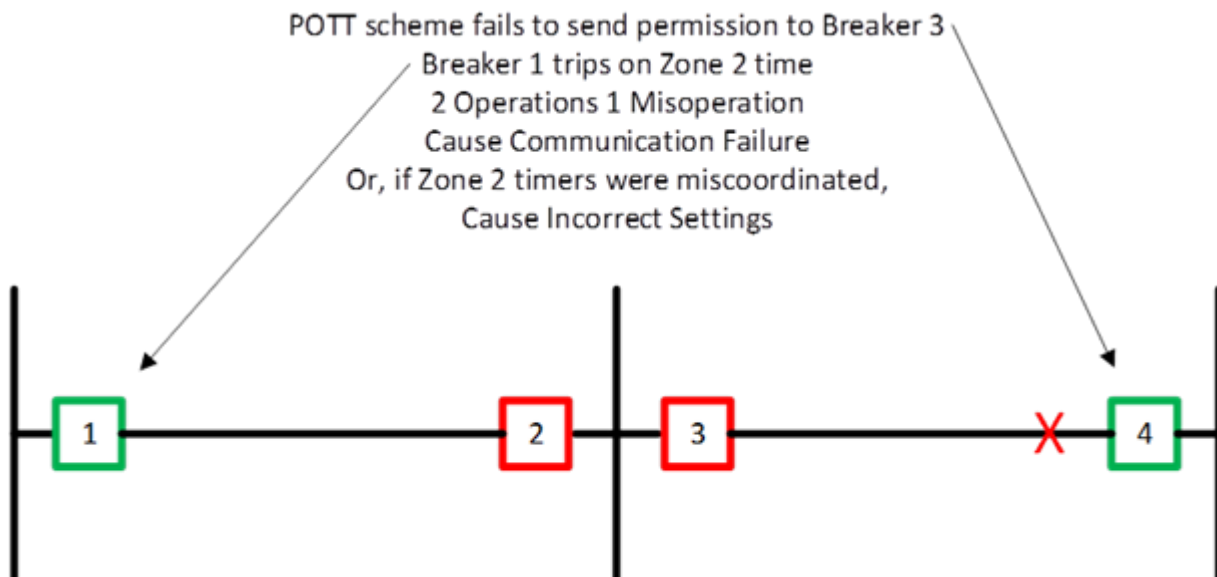 POTT scheme fails to send permission to Breaker 3
Breaker 1 trips on Zone 2 time
2 Operations 1 Misoperation
Cause Communication Failure
Or, if Zone 2 timers were miscoordinated,
Cause Incorrect Settings
1
2
3
X
4